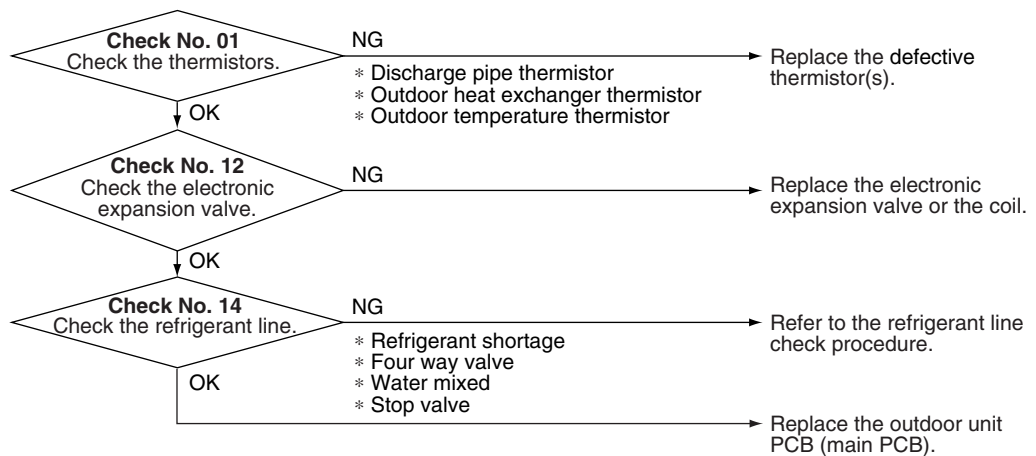 Check No. 01
Check the thermistors.
NG
∗ Discharge pipe thermistor
∗ Outdoor heat exchanger thermistor
∗ Outdoor temperature thermistor
Replace the defective
thermistor(s).
OK
Check No. 12
Check the electronic
expansion valve.
NG
Replace the electronic
expansion valve or the coil.
OK
Check No. 14
Check the refrigerant line.
NG
∗ Refrigerant shortage
∗ Four way valve
∗ Water mixed
∗ Stop valve
Refer to the refrigerant line
check procedure.
OK
Replace the outdoor unit
PCB (main PCB).